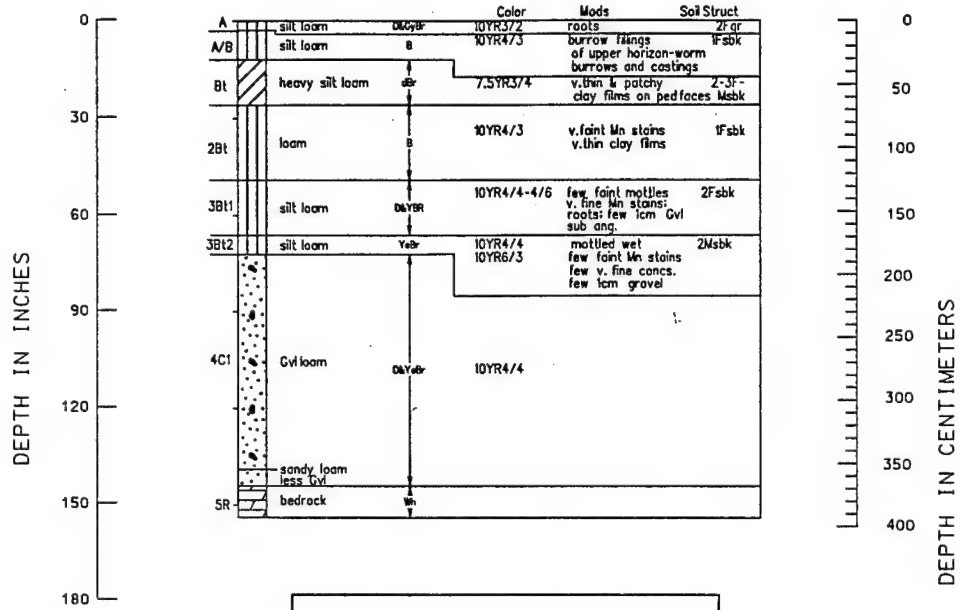 Color Mods Soil Struct
0 A silt loam D&GyBr 10YR3/2 roots 2Fgr 0
A/B silt loam B 10YR4/3 burrow fillings 1Fsbk
of upper horizon-worm
burrows and castings
Bt heavy silt loam dBr 7.5YR3/4 v.thin & patchy 2-3F-
clay films on pedfaces Msbk 50
30
2Bt loam B 10YR4/3 v.faint Mn stains 1Fsbk
v.thin clay films 100
3Bt1 silt loam D&YBR 10YR4/4-4/6 few faint mottles 2Fsbk
v. fine Mn stains;
60 roots; few 1cm Gvl 150
sub ang.
3Bt2 silt loam YeBr 10YR4/4 mottled wet 2Msbk
10YR6/3 few faint Mn stains
few v. fine concs. 200
few 1cm gravel
90
250
4C1 Gvl loam D&YeBr 10YR4/4
120 300
sandy loam 350
less Gvl
150 5R bedrock Wh
400
180
DEPTH IN INCHES
DEPTH IN CENTIMETERS